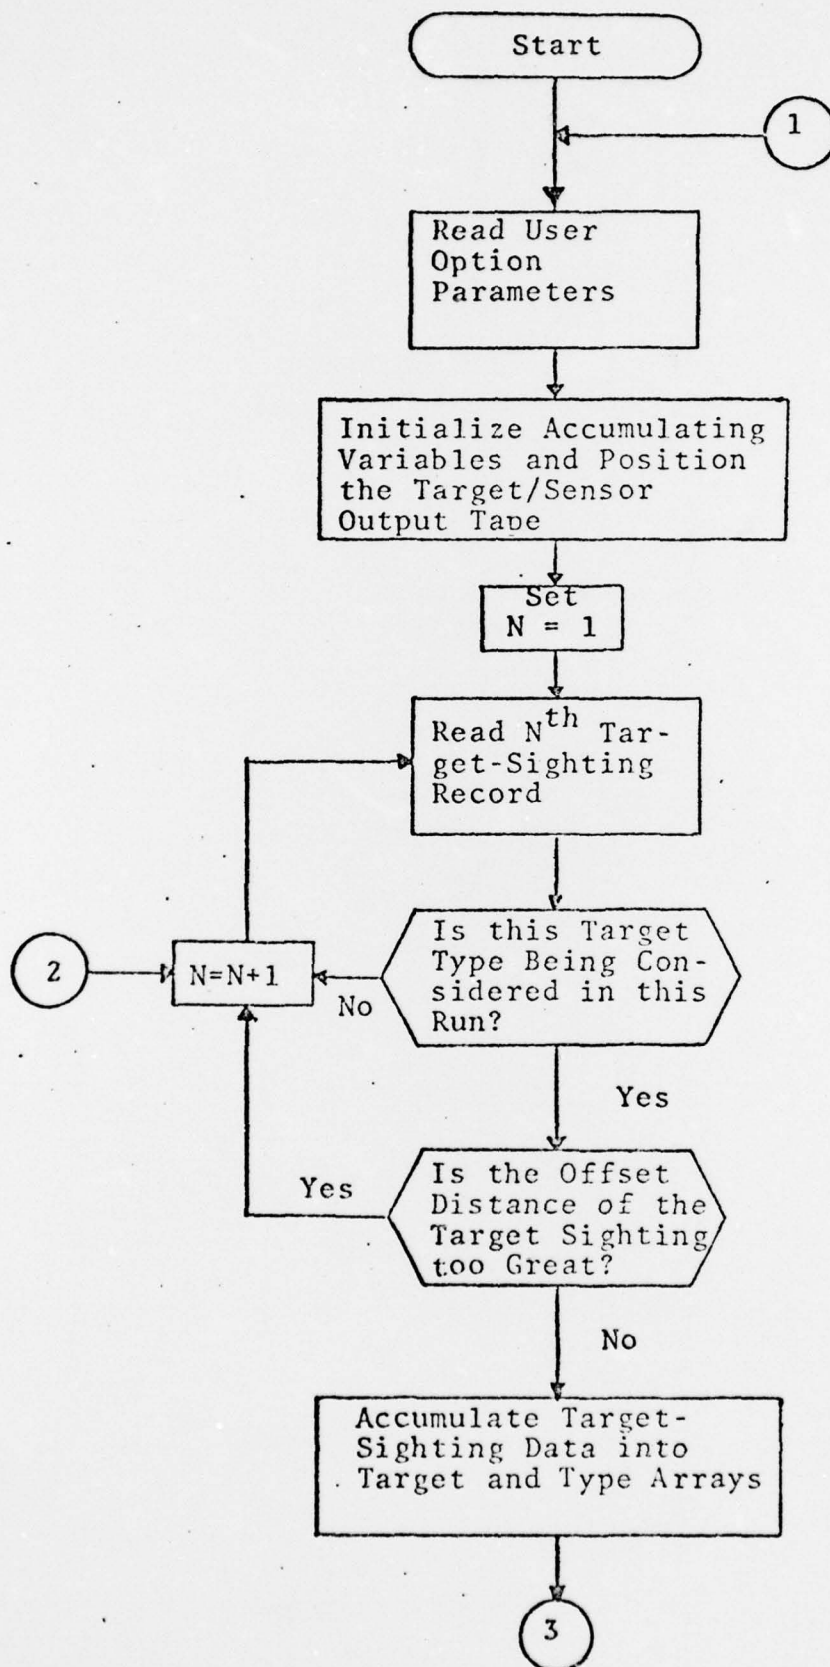 Start
1
Read User
Option
Parameters
Initialize Accumulating
Variables and Position
the Target/Sensor
Output Tape
Set
N = 1
Read Nth Tar-
get-Sighting
Record
Is this Target
Type Being Con-
sidered in this
Run?
2
N=N+1
No
Yes
Is the Offset
Distance of the
Target Sighting
too Great?
Yes
No
Accumulate Target-
Sighting Data into
Target and Type Arrays
3